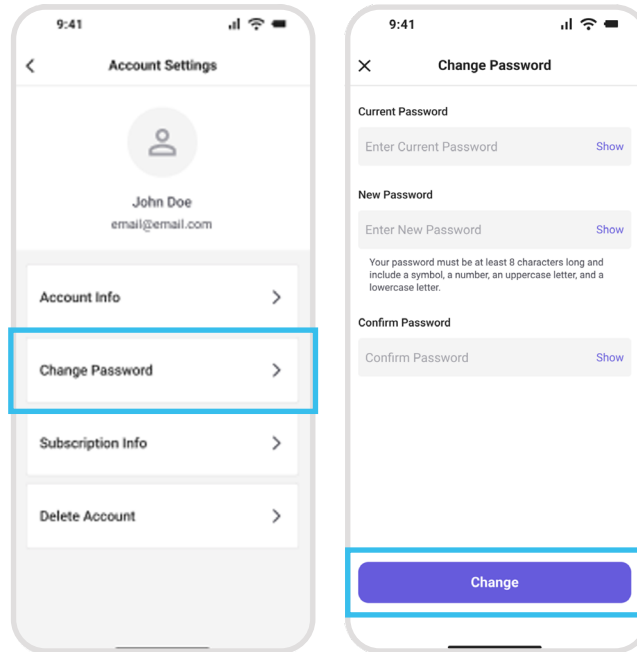 9:41
Account Settings
John Doe
email@email.com
Account Info
Change Password
Subscription Info
Delete Account
9:41
Change Password
Current Password
Enter Current Password Show
New Password
Enter New Password Show
Your password must be at least 8 characters long and
include a symbol, a number, an uppercase letter, and a
lowercase letter.
Confirm Password
Confirm Password Show
Change